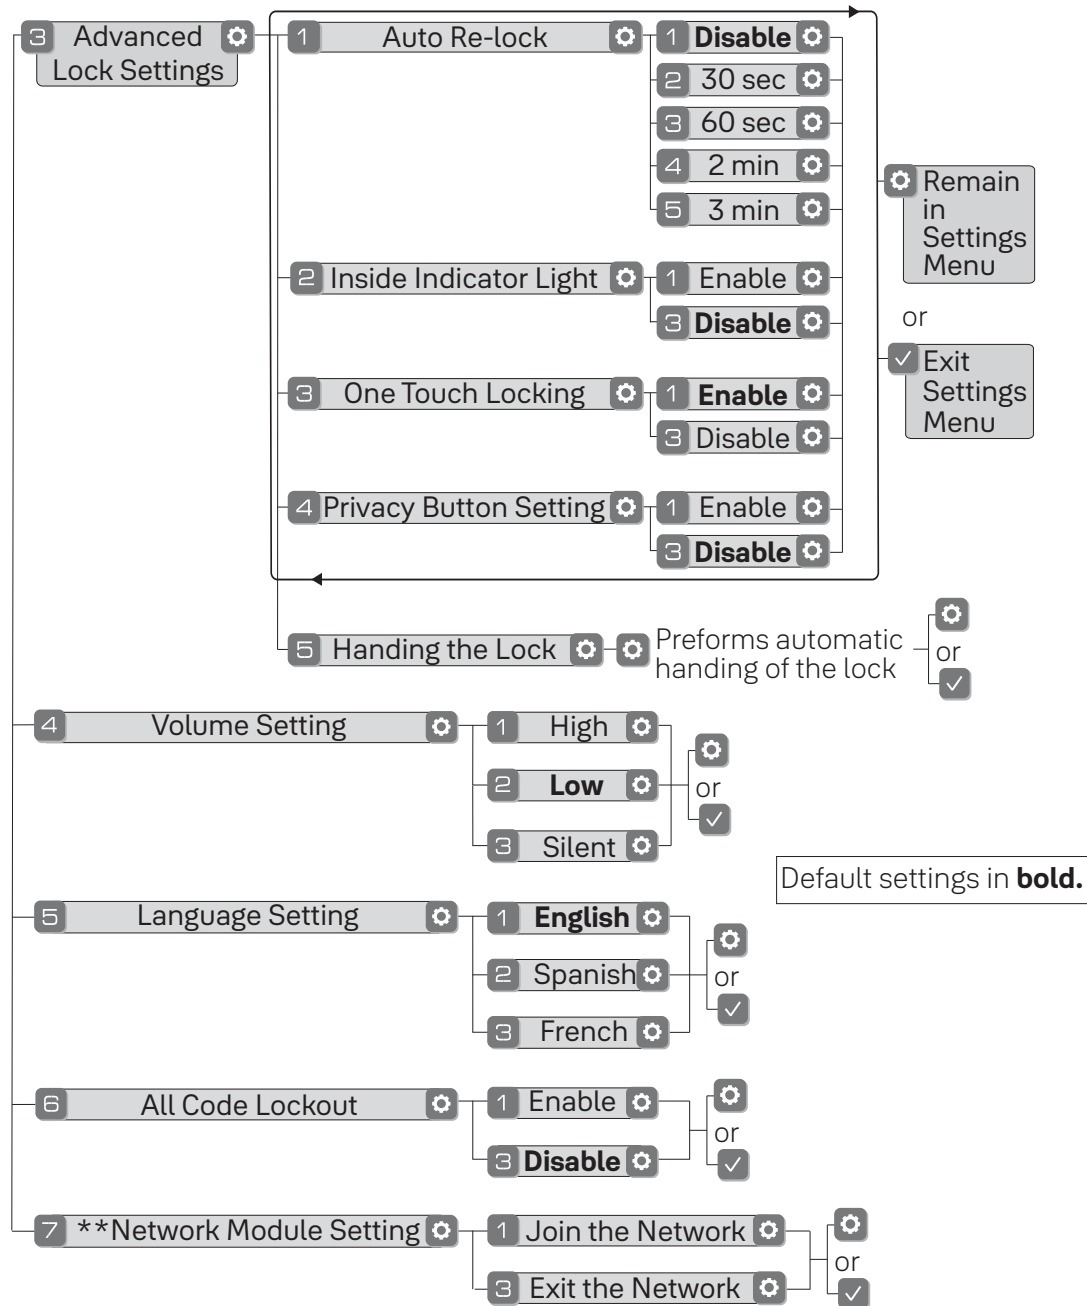 3 Advanced
Lock Settings
1 Auto Re-lock
1 Disable
2 30 sec
3 60 sec
4 2 min
5 3 min
2 Inside Indicator Light
1 Enable
3 Disable
3 One Touch Locking
1 Enable
3 Disable
4 Privacy Button Setting
1 Enable
3 Disable
Remain
in
Settings
Menu
or
Exit
Settings
Menu
5 Handing the Lock
Preforms automatic
handing of the lock
or
4 Volume Setting
1 High
2 Low
3 Silent
or
Default settings in bold.
5 Language Setting
1 English
2 Spanish
3 French
or
6 All Code Lockout
1 Enable
3 Disable
or
7 **Network Module Setting
1 Join the Network
3 Exit the Network
or